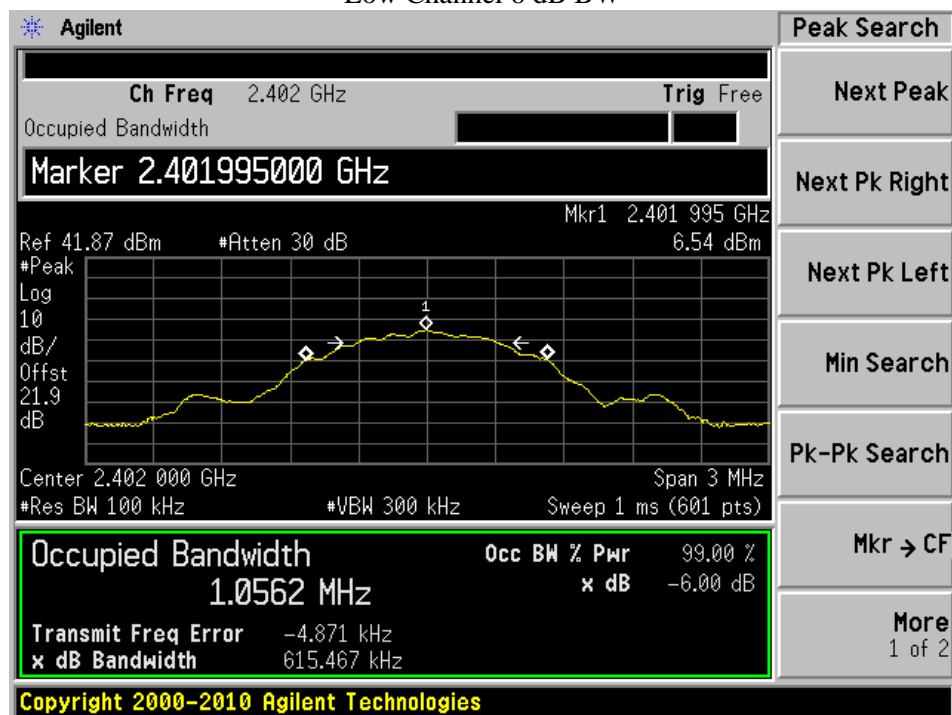 Agilent
Peak Search
Ch Freq 2.402 GHz Trig Free
Occupied Bandwidth
Next Peak
Marker 2.401995000 GHz
Next Pk Right
Mkr1 2.401 995 GHz
Ref 41.87 dBm #Atten 30 dB 6.54 dBm
#Peak
Log
10
dB/
Offst
21.9
dB
1
Next Pk Left
Min Search
Pk-Pk Search
Center 2.402 000 GHz Span 3 MHz
#Res BW 100 kHz #VBW 300 kHz Sweep 1 ms (601 pts)
Occupied Bandwidth Occ BW % Pwr 99.00 %
1.0562 MHz x dB -6.00 dB
Mkr → CF
Transmit Freq Error -4.871 kHz
x dB Bandwidth 615.467 kHz
More
1 of 2
Copyright 2000-2010 Agilent Technologies